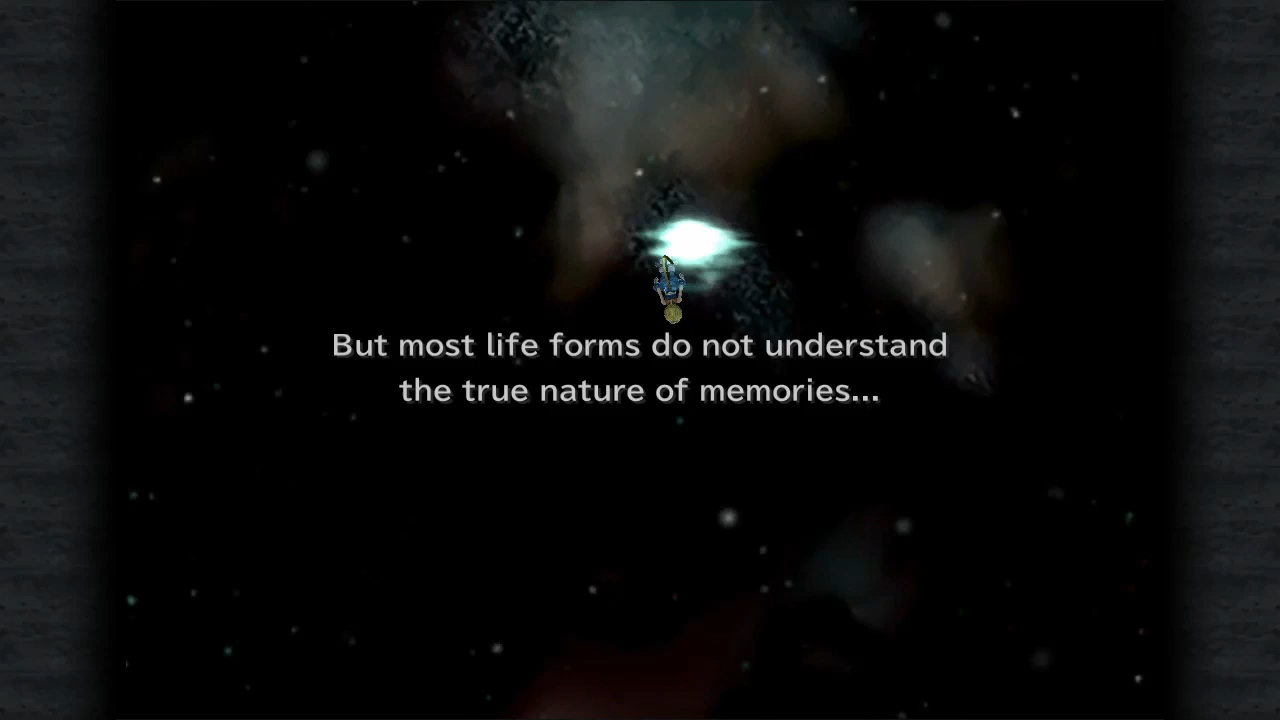 But most life forms do not understand
the true nature of memories...